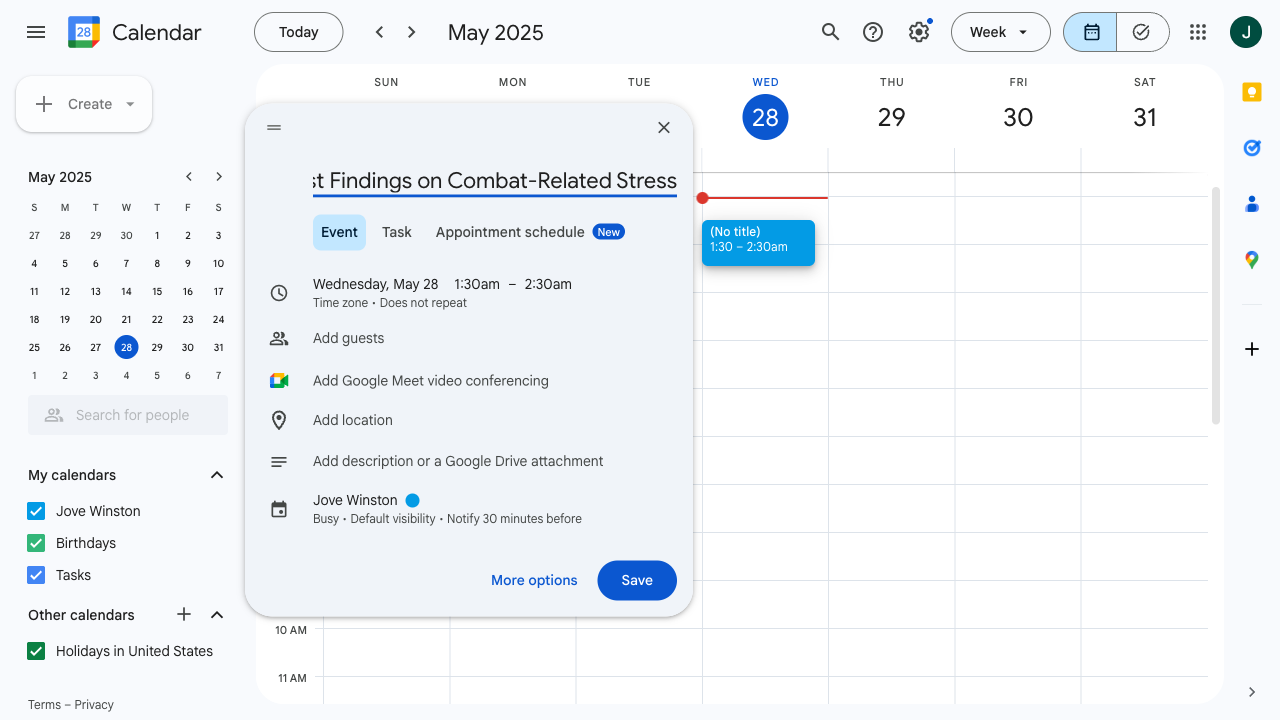 28
Calendar
Today
May 2025
Week
J
Create
May 2025
S M T W T F S
27 28 29 30 1 2 3
4 5 6 7 8 9 10
11 12 13 14 15 16 17
18 19 20 21 22 23 24
25 26 27 28 29 30 31
1 2 3 4 5 6 7
Search for people
My calendars
Jove Winston
Birthdays
Tasks
Other calendars
Holidays in United States
Terms – Privacy
SUN MON TUE WED THU FRI SAT
28 29 30 31
st Findings on Combat-Related Stress
Event Task Appointment schedule New
Wednesday, May 28 1:30am – 2:30am
Time zone • Does not repeat
Add guests
Add Google Meet video conferencing
Add location
Add description or a Google Drive attachment
Jove Winston
Busy • Default visibility • Notify 30 minutes before
More options Save
(No title)
1:30 – 2:30am
10 AM
11 AM